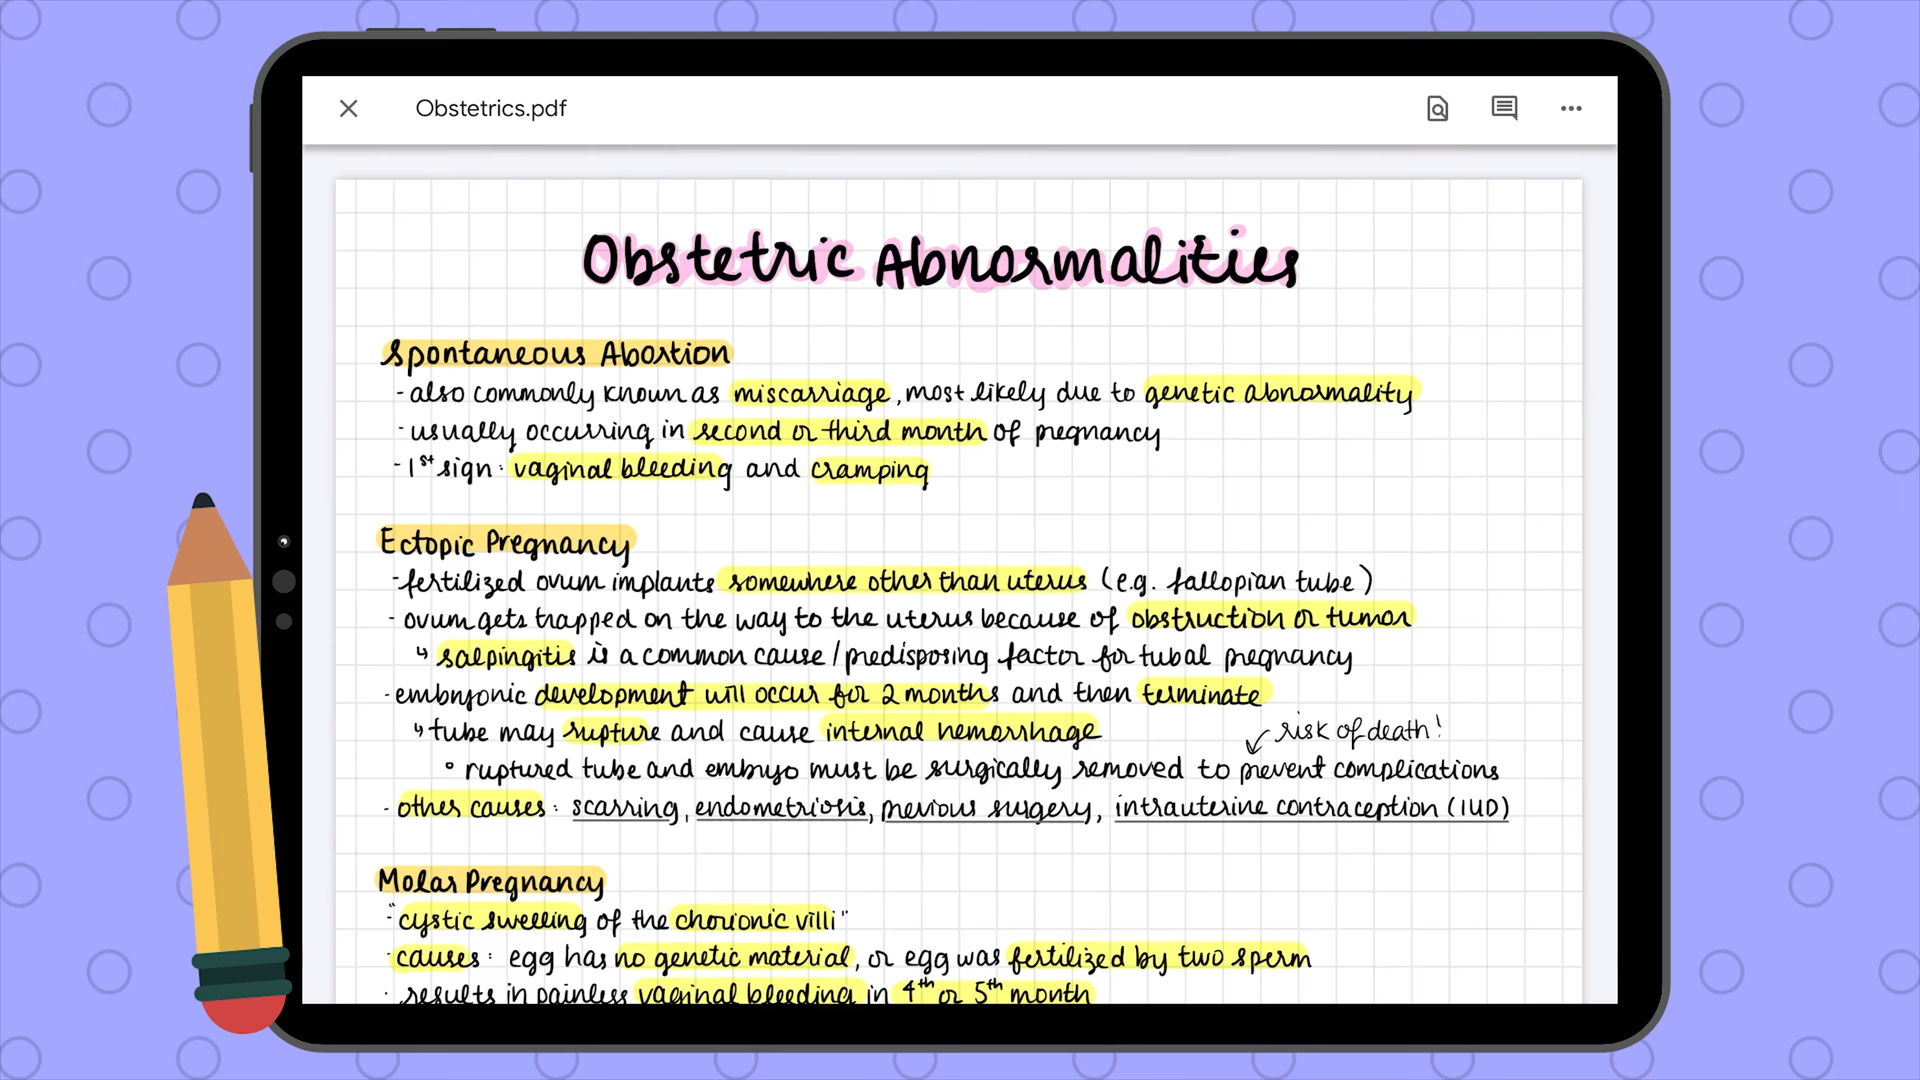 Obstetrics.pdf
Obstetric Abnormalities
Spontaneous Abortion
- also commonly known as miscarriage, most likely due to genetic abnormality
- usually occurring in second or third month of pregnancy
- 1st sign: vaginal bleeding and cramping
Ectopic Pregnancy
- fertilized ovum implants somewhere other than uterus (e.g. fallopian tube)
- ovum gets trapped on the way to the uterus because of obstruction or tumor
↳ salpingitis is a common cause/predisposing factor for tubal pregnancy
- embryonic development will occur for 2 months and then terminate
↳ tube may rupture and cause internal hemorrhage
risk of death!
° ruptured tube and embryo must be surgically removed to prevent complications
- other causes: scarring, endometriosis, previous surgery, intrauterine contraception (IUD)
Molar Pregnancy
- "cystic swelling of the chorionic villi"
- causes: egg has no genetic material, or egg was fertilized by two sperm
- results in painless vaginal bleeding in 4th or 5th month